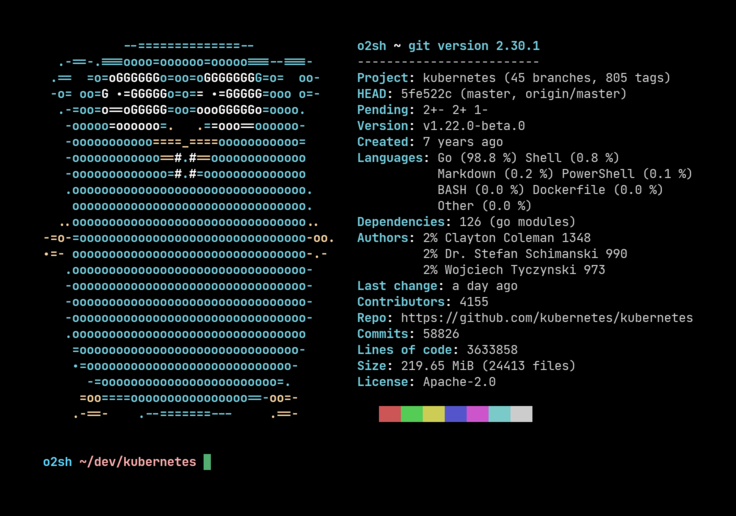 o2sh ~ git version 2.30.1
-------------------------
Project: kubernetes (45 branches, 805 tags)
HEAD: 5fe522c (master, origin/master)
Pending: 2+- 2+ 1-
Version: v1.22.0-beta.0
Created: 7 years ago
Languages: Go (98.8 %) Shell (0.8 %)
Markdown (0.2 %) PowerShell (0.1 %)
BASH (0.0 %) Dockerfile (0.0 %)
Other (0.0 %)
Dependencies: 126 (go modules)
Authors: 2% Clayton Coleman 1348
2% Dr. Stefan Schimanski 990
2% Wojciech Tyczynski 973
Last change: a day ago
Contributors: 4155
Repo: https://github.com/kubernetes/kubernetes
Commits: 58826
Lines of code: 3633858
Size: 219.65 MiB (24413 files)
License: Apache-2.0
o2sh ~/dev/kubernetes